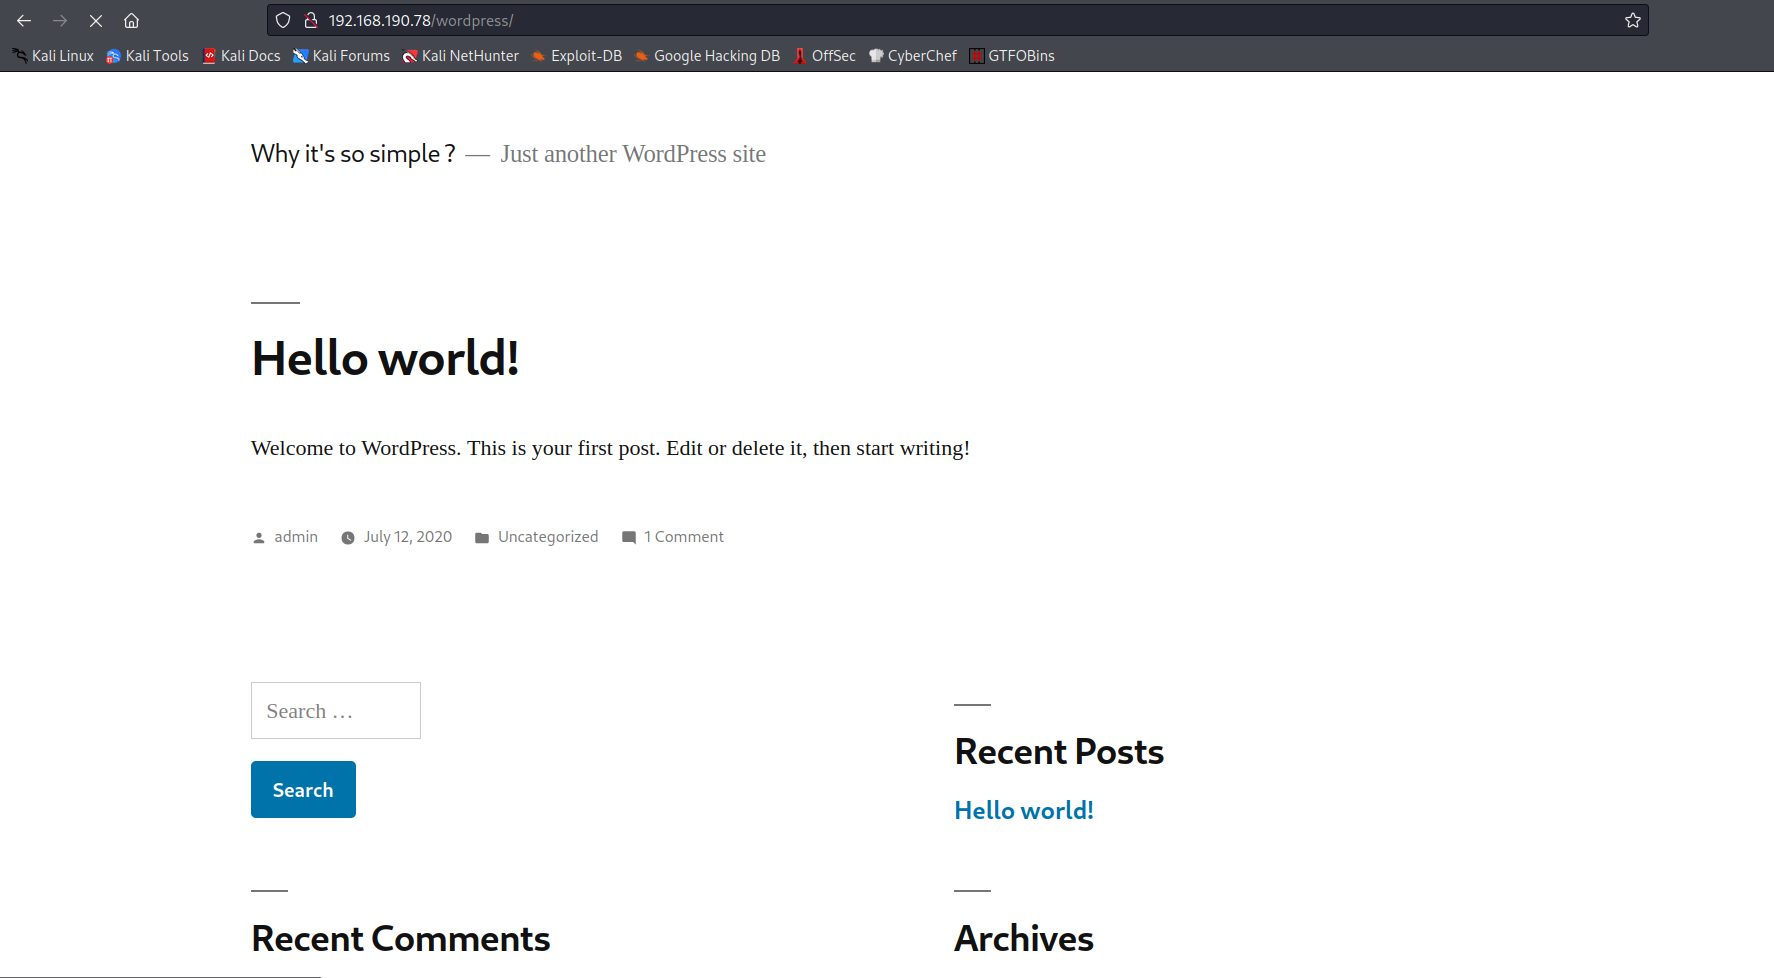 192.168.190.78/wordpress/
Kali Linux Kali Tools Kali Docs Kali Forums Kali NetHunter Exploit-DB Google Hacking DB OffSec CyberChef GTFOBins
Why it's so simple ? — Just another WordPress site
Hello world!
Welcome to WordPress. This is your first post. Edit or delete it, then start writing!
admin July 12, 2020 Uncategorized 1 Comment
Search …
Search
Recent Posts
Hello world!
Recent Comments
Archives